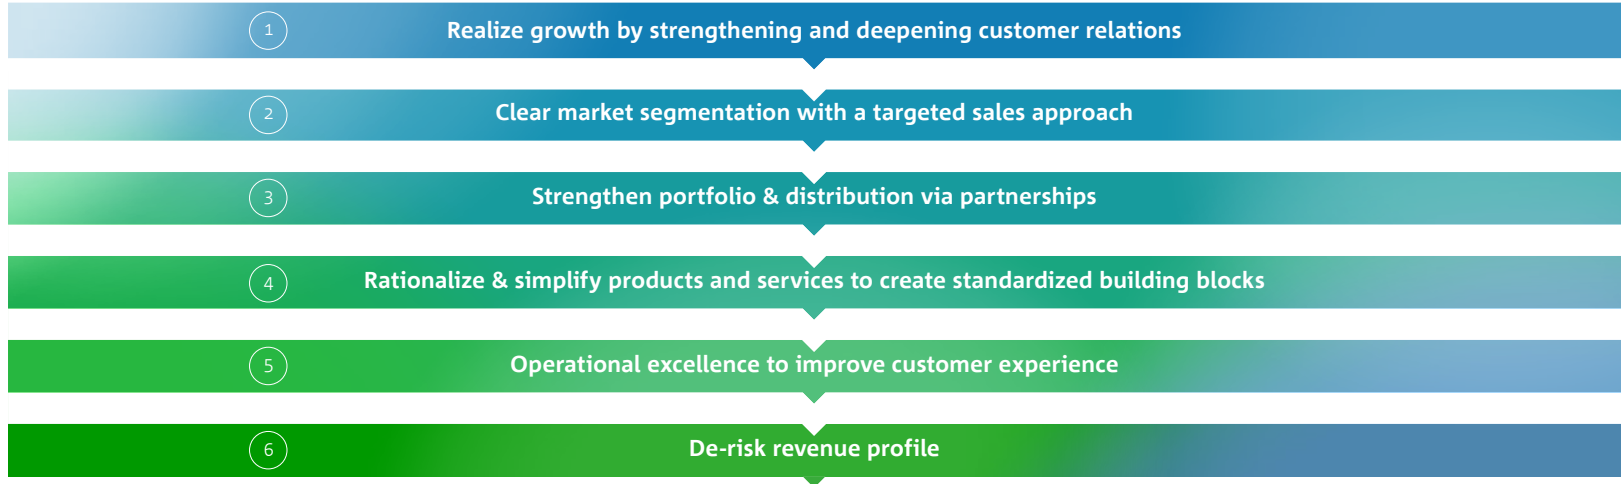 1 Realize growth by strengthening and deepening customer relations
2 Clear market segmentation with a targeted sales approach
3 Strengthen portfolio & distribution via partnerships
4 Rationalize & simplify products and services to create standardized building blocks
5 Operational excellence to improve customer experience
6 De-risk revenue profile